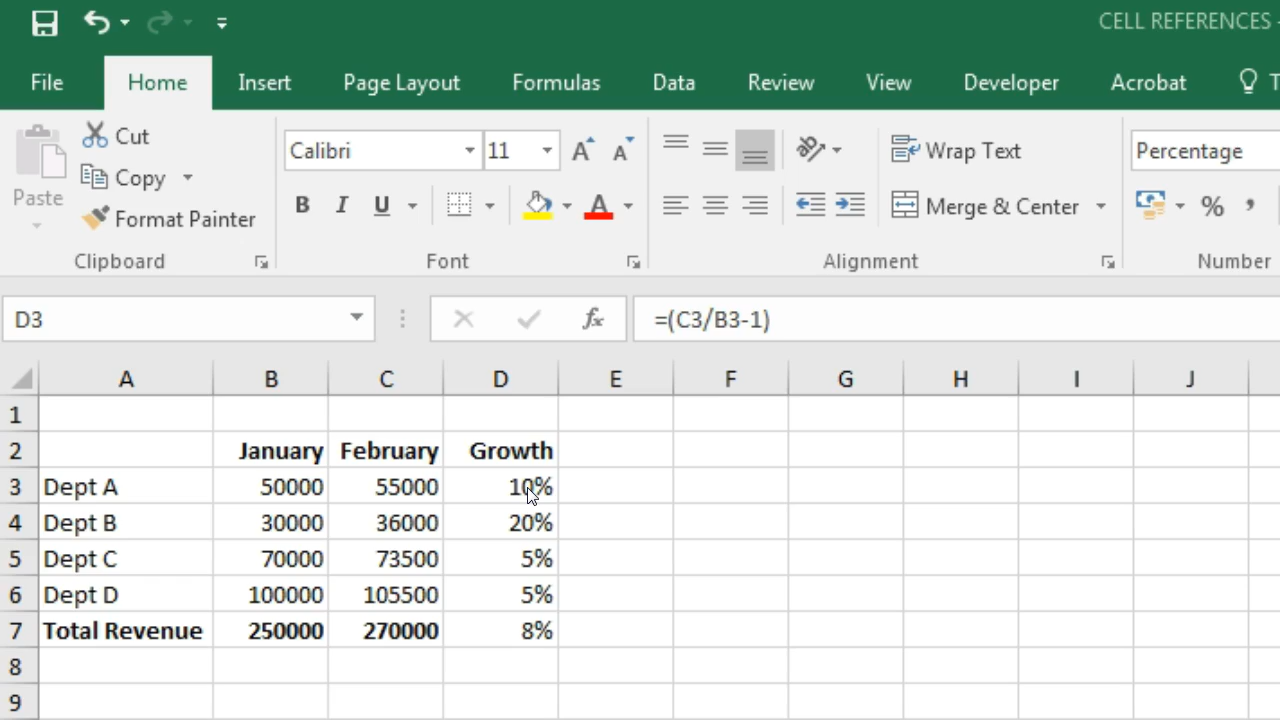 CELL REFERENCES -
File Home Insert Page Layout Formulas Data Review View Developer Acrobat T
Paste
Cut
Copy
Format Painter
Clipboard
Calibri 11 A A
B I U A
Font
Wrap Text
Merge & Center
Alignment
Percentage
% ,
Number
D3 fx =(C3/B3-1)
A B C D E F G H I J
1
2 January February Growth
3 Dept A 50000 55000 10%
4 Dept B 30000 36000 20%
5 Dept C 70000 73500 5%
6 Dept D 100000 105500 5%
7 Total Revenue 250000 270000 8%
8
9